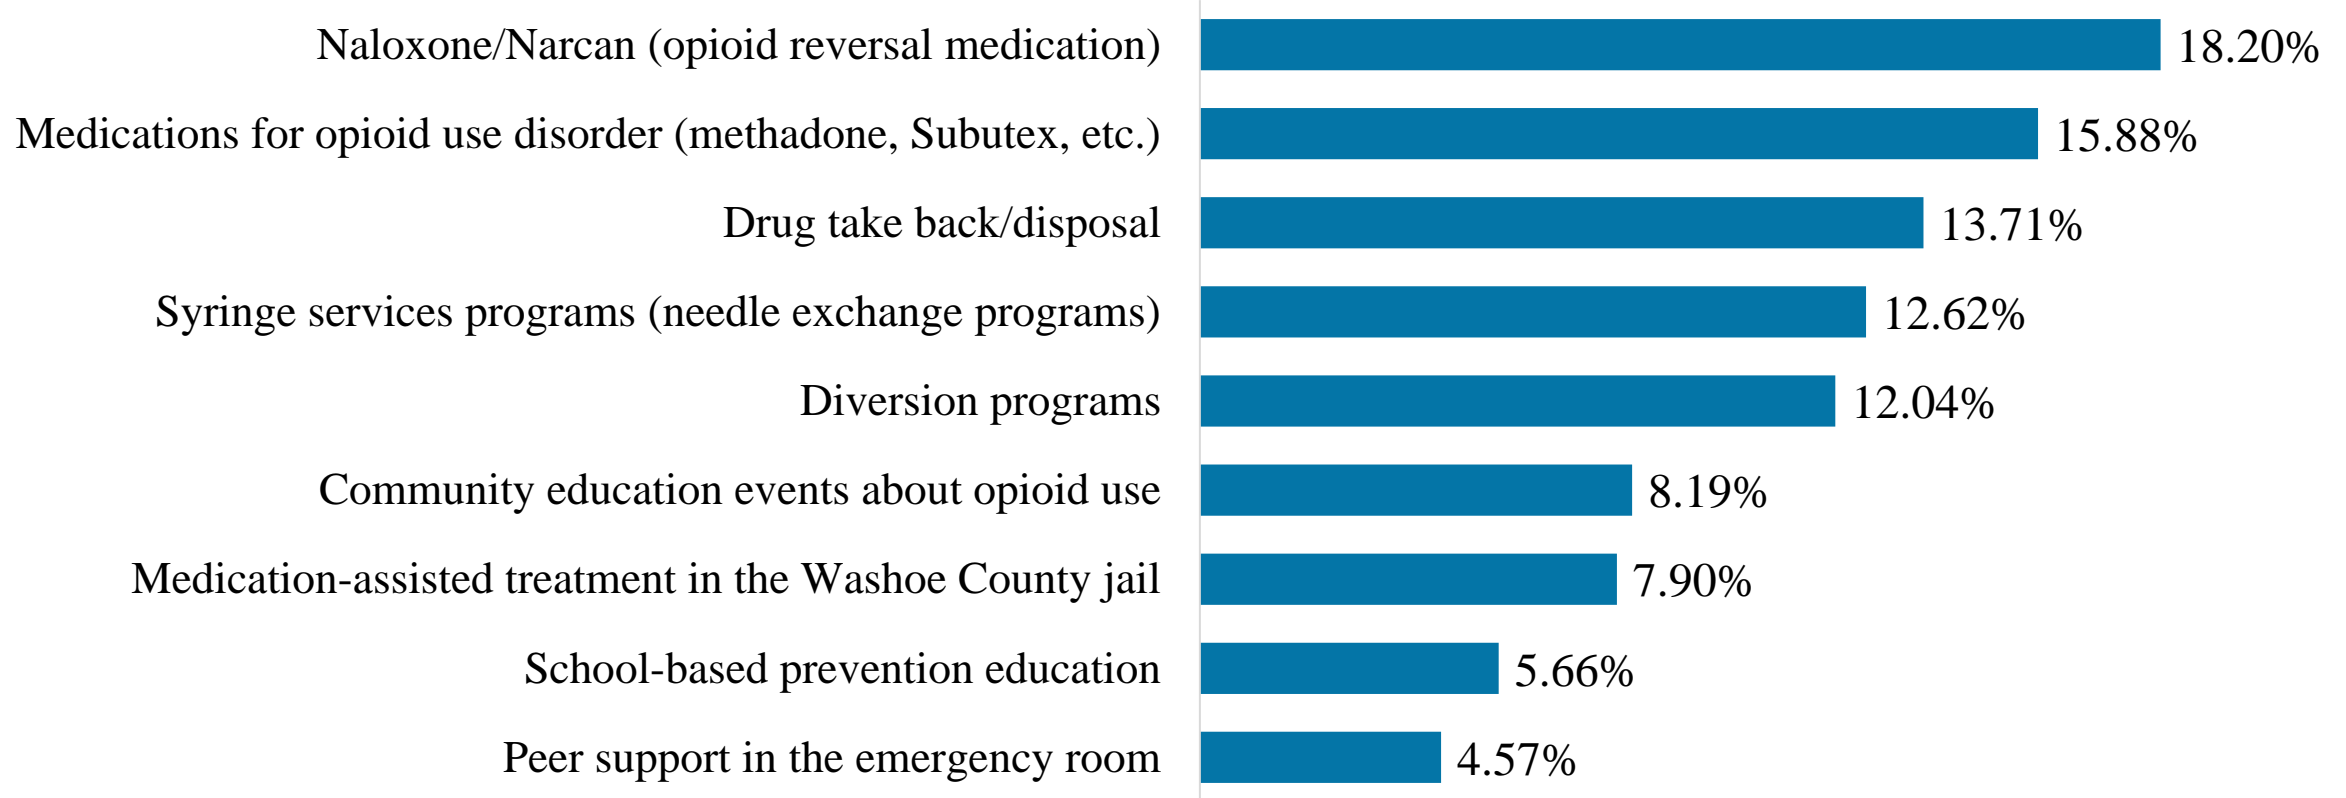 Naloxone/Narcan (opioid reversal medication) 18.20%
Medications for opioid use disorder (methadone, Subutex, etc.) 15.88%
Drug take back/disposal 13.71%
Syringe services programs (needle exchange programs) 12.62%
Diversion programs 12.04%
Community education events about opioid use 8.19%
Medication-assisted treatment in the Washoe County jail 7.90%
School-based prevention education 5.66%
Peer support in the emergency room 4.57%